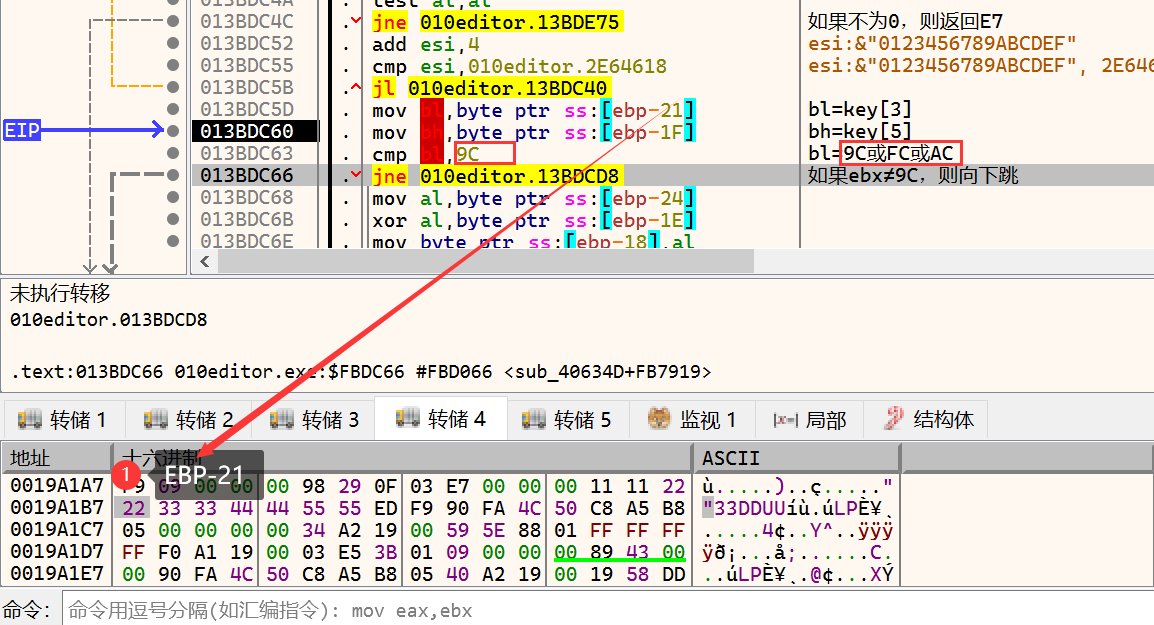 013BDC4A . test al,al
013BDC4C . jne 010editor.13BDE75 如果不为0，则返回E7
013BDC52 . add esi,4 esi:&"0123456789ABCDEF"
013BDC55 . cmp esi,010editor.2E64618 esi:&"0123456789ABCDEF", 2E646
013BDC5B . jl 010editor.13BDC40
013BDC5D . mov bl,byte ptr ss:[ebp-21] bl=key[3]
EIP 013BDC60 . mov bh,byte ptr ss:[ebp-1F] bh=key[5]
013BDC63 . cmp bl,9C bl=9C或FC或AC
013BDC66 . jne 010editor.13BDCD8 如果ebx≠9C，则向下跳
013BDC68 . mov al,byte ptr ss:[ebp-24]
013BDC6B . xor al,byte ptr ss:[ebp-1E]
013BDC6E . mov byte ptr ss:[ebp-18],al
未执行转移
010editor.013BDCD8
.text:013BDC66 010editor.exe:$FBDC66 #FBD066 <sub_40634D+FB7919>
转储 1 转储 2 转储 3 转储 4 转储 5 监视 1 |x=| 局部 结构体
地址 十六进制 ASCII
1 EBP-21
0019A1A7 F9 09 00 00 00 98 29 0F 03 E7 00 00 00 11 11 22 ù.....)..ç....."
0019A1B7 22 33 33 44 44 55 55 ED F9 90 FA 4C 50 C8 A5 B8 "33DDUUíù.úLPÈ¥¸
0019A1C7 05 00 00 00 00 34 A2 19 00 59 5E 88 01 FF FF FF .....4¢..Y^..ÿÿÿ
0019A1D7 FF F0 A1 19 00 03 E5 3B 01 09 00 00 00 89 43 00 ÿð¡...å;......C.
0019A1E7 00 90 FA 4C 50 C8 A5 B8 05 40 A2 19 00 19 58 DD ..úLPÈ¥¸.@¢...XÝ
命令: 命令用逗号分隔(如汇编指令): mov eax,ebx